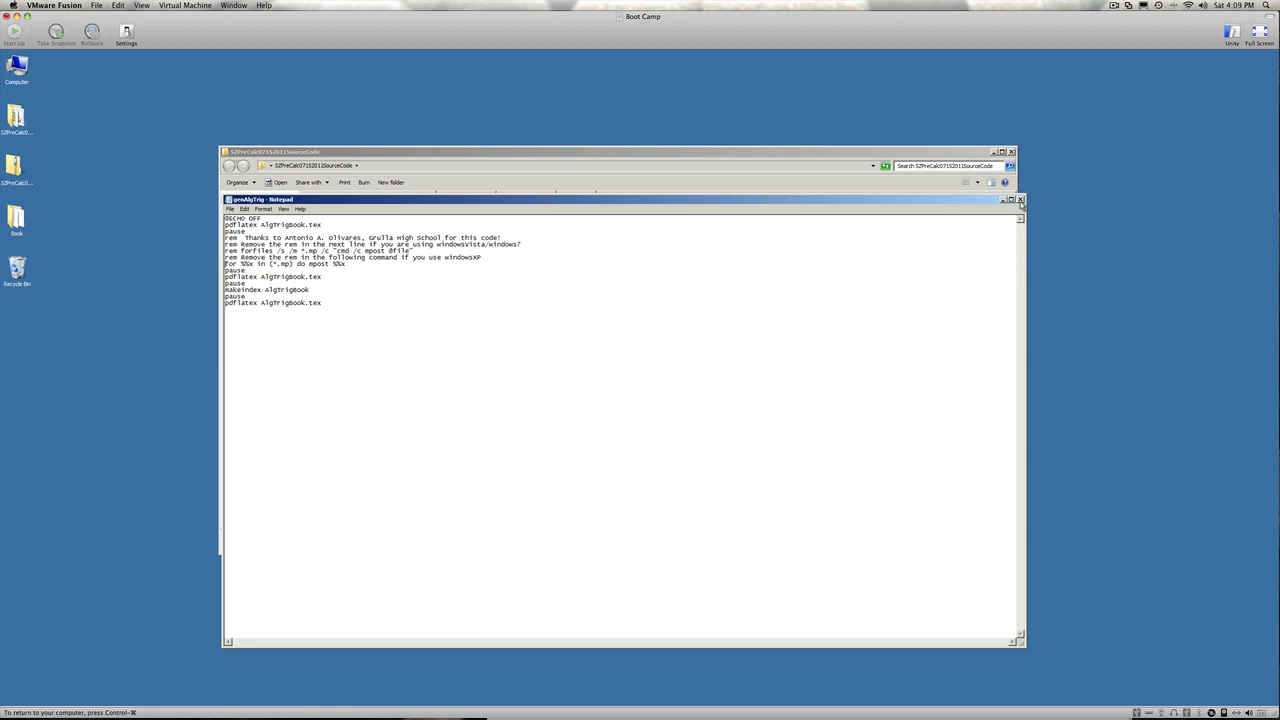 VMware Fusion File Edit View Virtual Machine Window Help Sat 4:09 PM
Boot Camp
Start Up Take Snapshot Rollback Settings Unity Full Screen
Computer
SZPreCalc0...
SZPreCalc0...
Book
Recycle Bin
SZPreCalc07152011SourceCode
SZPreCalc07152011SourceCode Search SZPreCalc07152011SourceCode
Organize Open Share with Print Burn New folder
genAlgTrig - Notepad
File Edit Format View Help
@ECHO OFF
pdflatex AlgTrigBook.tex
pause
rem Thanks to Antonio A. Olivares, Grulla High School for this code!
rem Remove the rem in the next line if you are using windowsVista/windows7
rem forfiles /s /m *.mp /c "cmd /c mpost @file"
rem Remove the rem in the following command if you use windowsXP
for %%x in (*.mp) do mpost %%x
pause
pdflatex AlgTrigBook.tex
pause
makeindex AlgTrigBook
pause
pdflatex AlgTrigBook.tex
To return to your computer, press Control-⌘